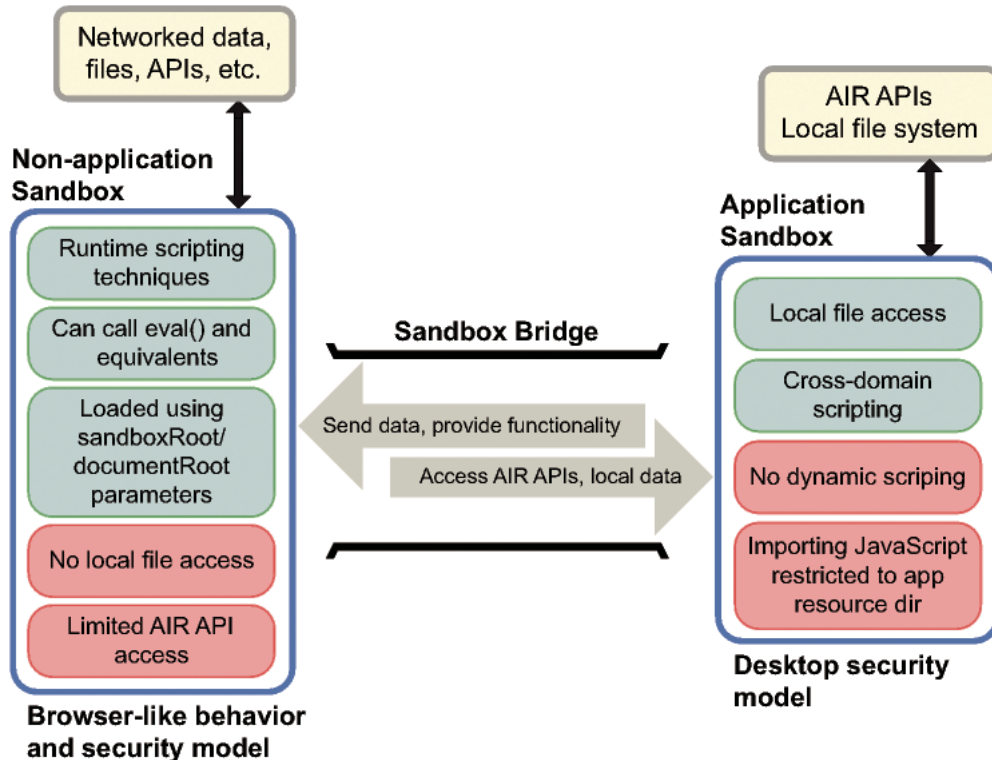 Networked data,
files, APIs, etc.
AIR APIs
Local file system
Non-application
Sandbox
Runtime scripting
techniques
Can call eval() and
equivalents
Loaded using
sandboxRoot/
documentRoot
parameters
No local file access
Limited AIR API
access
Browser-like behavior
and security model
Sandbox Bridge
Send data, provide functionality
Access AIR APIs, local data
Application
Sandbox
Local file access
Cross-domain
scripting
No dynamic scriping
Importing JavaScript
restricted to app
resource dir
Desktop security
model